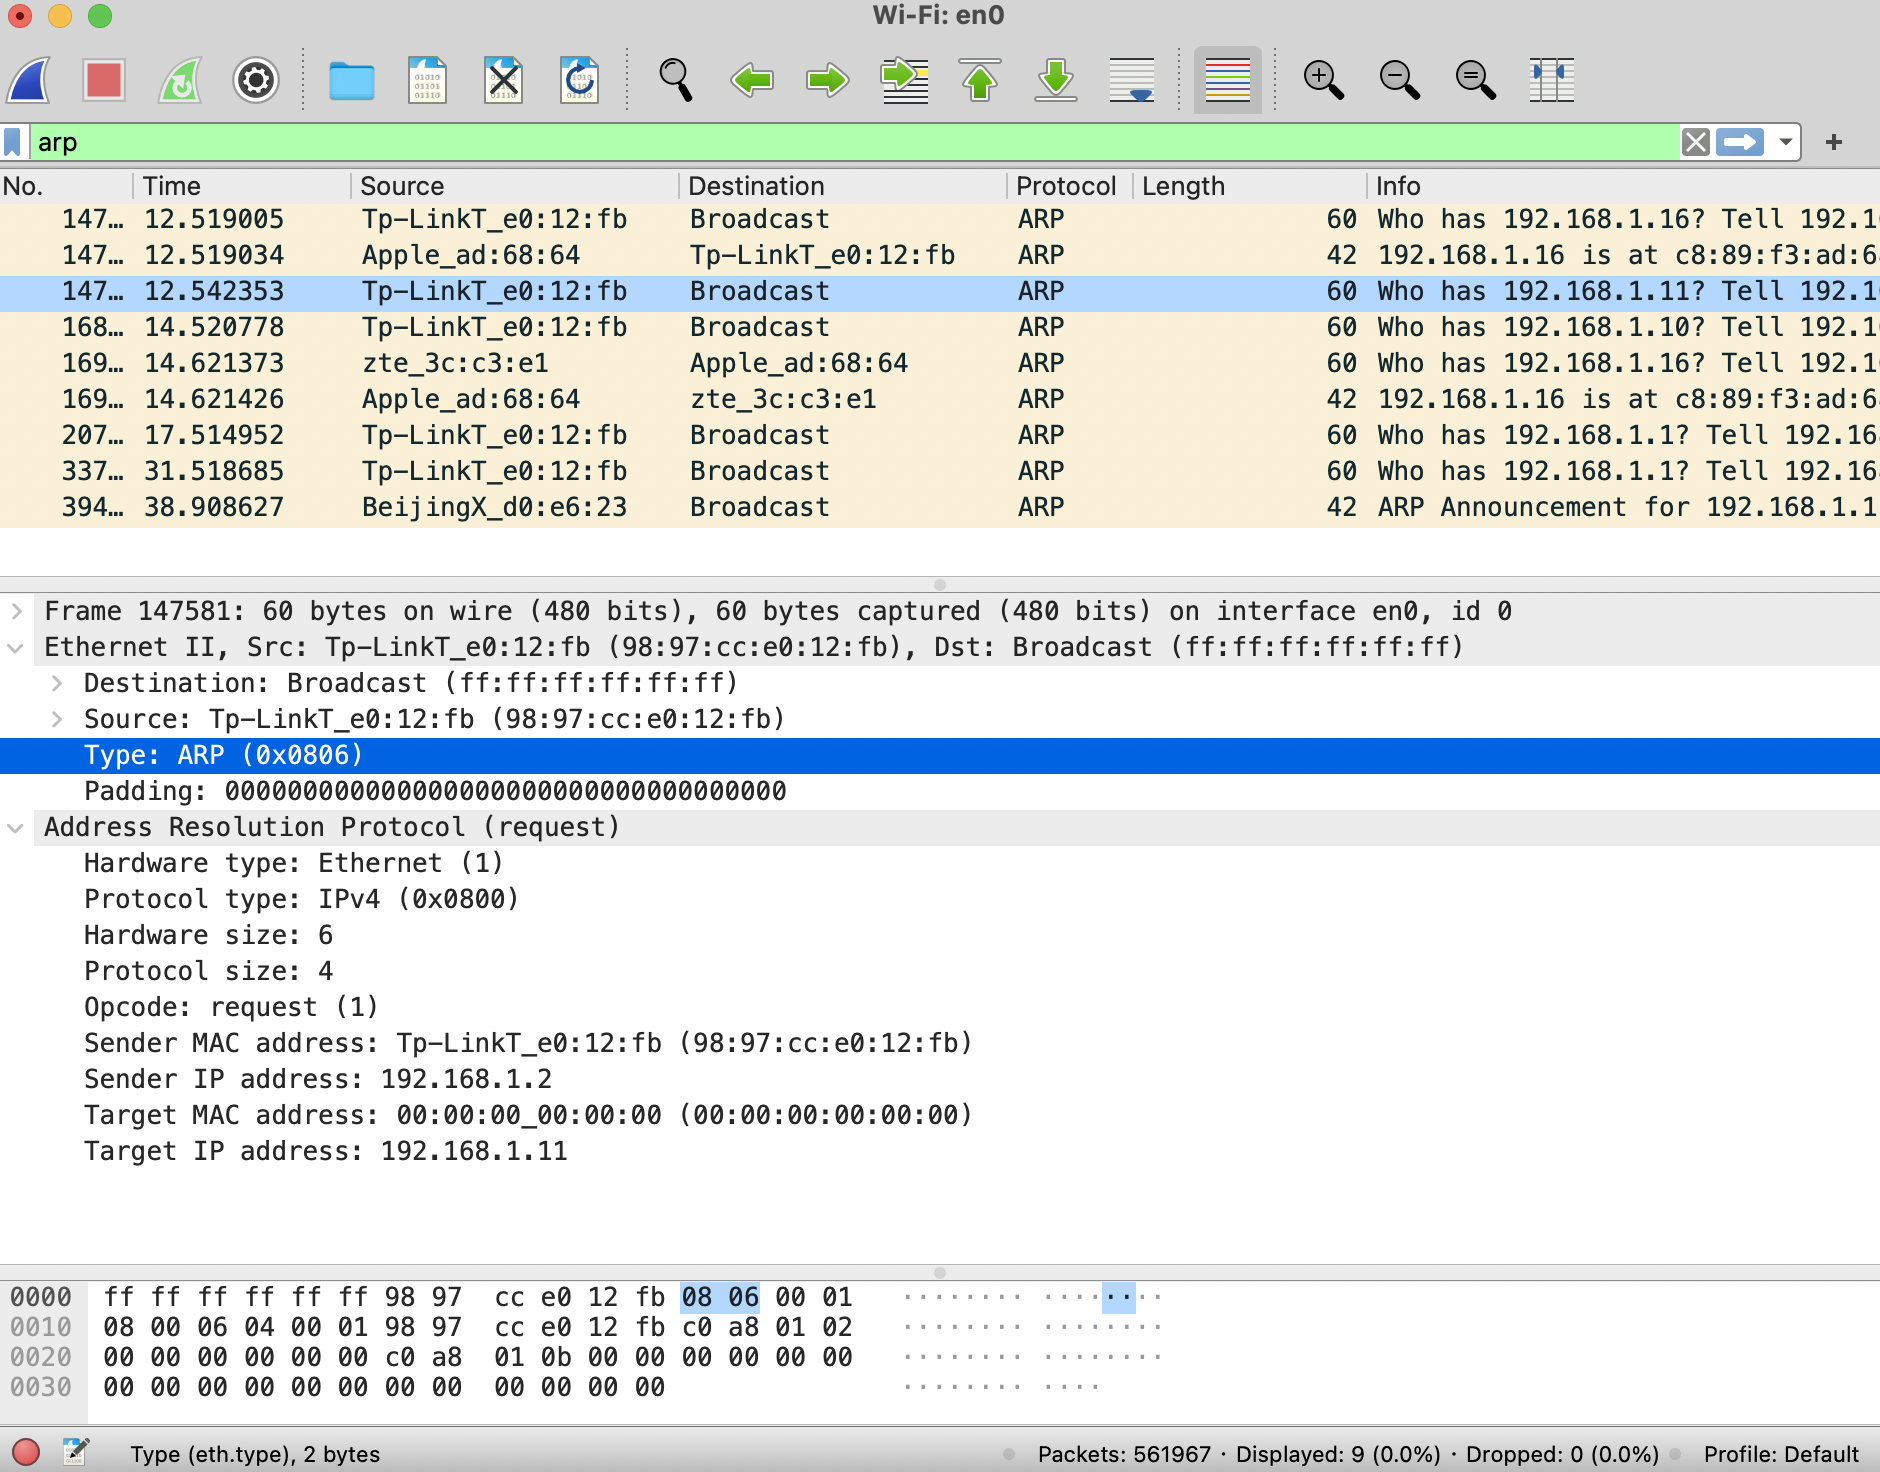 Wi-Fi: en0
arp
No. Time Source Destination Protocol Length Info
147… 12.519005 Tp-LinkT_e0:12:fb Broadcast ARP 60 Who has 192.168.1.16? Tell 192.1
147… 12.519034 Apple_ad:68:64 Tp-LinkT_e0:12:fb ARP 42 192.168.1.16 is at c8:89:f3:ad:6
147… 12.542353 Tp-LinkT_e0:12:fb Broadcast ARP 60 Who has 192.168.1.11? Tell 192.1
168… 14.520778 Tp-LinkT_e0:12:fb Broadcast ARP 60 Who has 192.168.1.10? Tell 192.1
169… 14.621373 zte_3c:c3:e1 Apple_ad:68:64 ARP 60 Who has 192.168.1.16? Tell 192.1
169… 14.621426 Apple_ad:68:64 zte_3c:c3:e1 ARP 42 192.168.1.16 is at c8:89:f3:ad:6
207… 17.514952 Tp-LinkT_e0:12:fb Broadcast ARP 60 Who has 192.168.1.1? Tell 192.16
337… 31.518685 Tp-LinkT_e0:12:fb Broadcast ARP 60 Who has 192.168.1.1? Tell 192.16
394… 38.908627 BeijingX_d0:e6:23 Broadcast ARP 42 ARP Announcement for 192.168.1.1
Frame 147581: 60 bytes on wire (480 bits), 60 bytes captured (480 bits) on interface en0, id 0
Ethernet II, Src: Tp-LinkT_e0:12:fb (98:97:cc:e0:12:fb), Dst: Broadcast (ff:ff:ff:ff:ff:ff)
Destination: Broadcast (ff:ff:ff:ff:ff:ff)
Source: Tp-LinkT_e0:12:fb (98:97:cc:e0:12:fb)
Type: ARP (0x0806)
Padding: 000000000000000000000000000000000000
Address Resolution Protocol (request)
Hardware type: Ethernet (1)
Protocol type: IPv4 (0x0800)
Hardware size: 6
Protocol size: 4
Opcode: request (1)
Sender MAC address: Tp-LinkT_e0:12:fb (98:97:cc:e0:12:fb)
Sender IP address: 192.168.1.2
Target MAC address: 00:00:00_00:00:00 (00:00:00:00:00:00)
Target IP address: 192.168.1.11
0000 ff ff ff ff ff ff 98 97 cc e0 12 fb 08 06 00 01 ········ ········
0010 08 00 06 04 00 01 98 97 cc e0 12 fb c0 a8 01 02 ········ ········
0020 00 00 00 00 00 00 c0 a8 01 0b 00 00 00 00 00 00 ········ ········
0030 00 00 00 00 00 00 00 00 00 00 00 00 ········ ····
Type (eth.type), 2 bytes Packets: 561967 · Displayed: 9 (0.0%) · Dropped: 0 (0.0%) Profile: Default